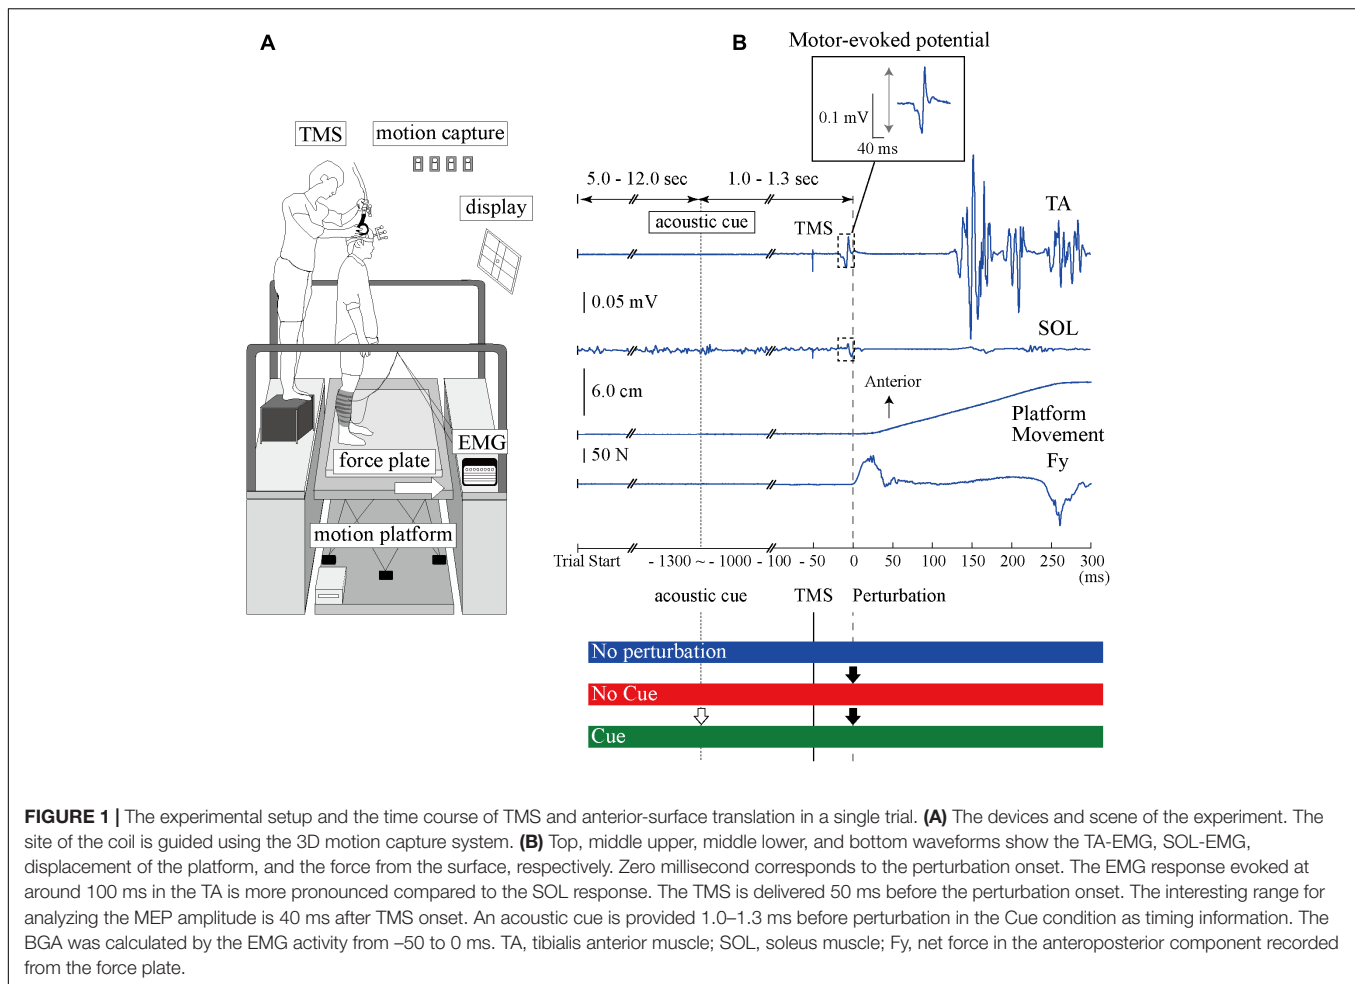 A
B
Motor-evoked potential
0.1 mV
40 ms
TMS
motion capture
display
force plate
EMG
motion platform
5.0 - 12.0 sec
1.0 - 1.3 sec
acoustic cue
TMS
TA
0.05 mV
SOL
6.0 cm
Anterior
Platform
Movement
50 N
Fy
Trial Start
- 1300 ~ - 1000
- 100
- 50
0
50
100
150
200
250
300
(ms)
acoustic cue
TMS
Perturbation
No perturbation
No Cue
Cue
FIGURE 1 | The experimental setup and the time course of TMS and anterior-surface translation in a single trial. (A) The devices and scene of the experiment. The
site of the coil is guided using the 3D motion capture system. (B) Top, middle upper, middle lower, and bottom waveforms show the TA-EMG, SOL-EMG,
displacement of the platform, and the force from the surface, respectively. Zero millisecond corresponds to the perturbation onset. The EMG response evoked at
around 100 ms in the TA is more pronounced compared to the SOL response. The TMS is delivered 50 ms before the perturbation onset. The interesting range for
analyzing the MEP amplitude is 40 ms after TMS onset. An acoustic cue is provided 1.0–1.3 ms before perturbation in the Cue condition as timing information. The
BGA was calculated by the EMG activity from –50 to 0 ms. TA, tibialis anterior muscle; SOL, soleus muscle; Fy, net force in the anteroposterior component recorded
from the force plate.